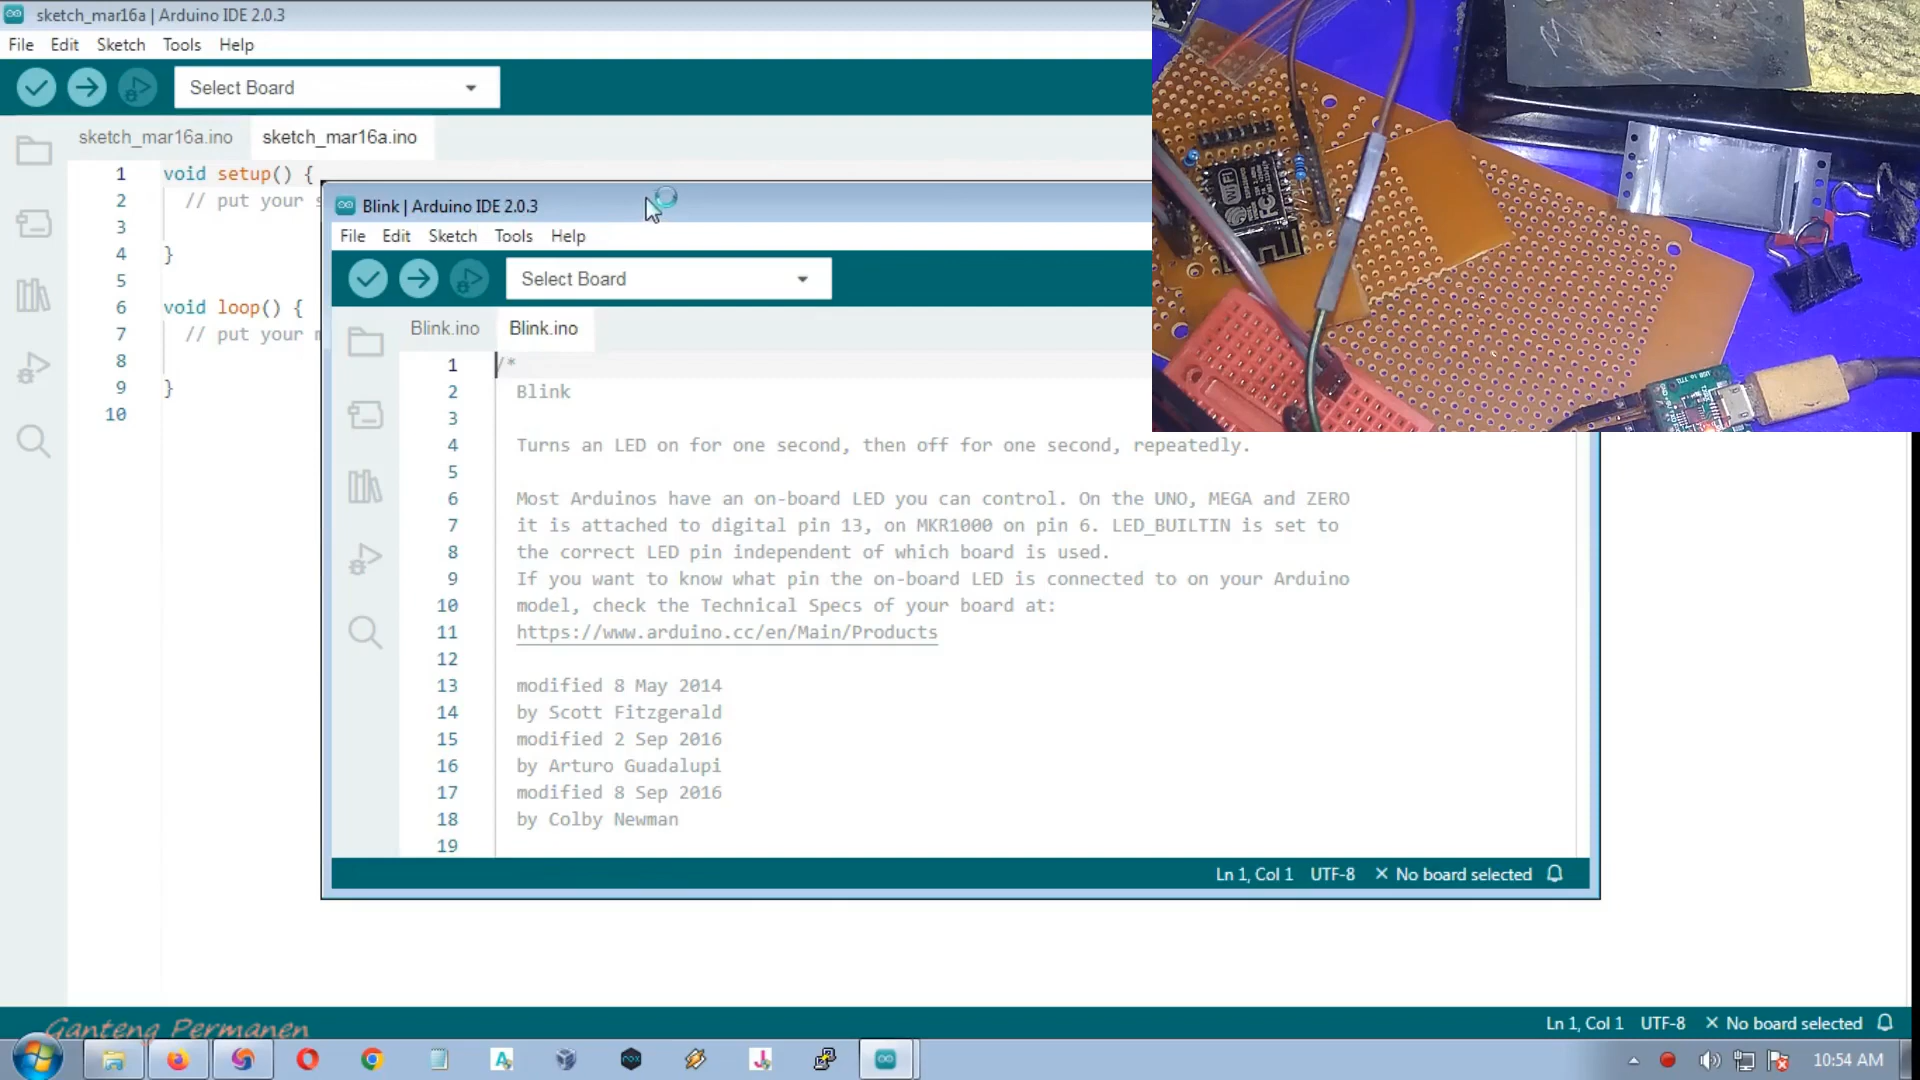 sketch_mar16a | Arduino IDE 2.0.3
File Edit Sketch Tools Help
Select Board
sketch_mar16a.ino sketch_mar16a.ino
1 void setup() {
2 // put your s
3
4 }
5
6 void loop() {
7 // put your m
8
9 }
10
Blink | Arduino IDE 2.0.3
File Edit Sketch Tools Help
Select Board
Blink.ino Blink.ino
1 /*
2 Blink
3
4 Turns an LED on for one second, then off for one second, repeatedly.
5
6 Most Arduinos have an on-board LED you can control. On the UNO, MEGA and ZERO
7 it is attached to digital pin 13, on MKR1000 on pin 6. LED_BUILTIN is set to
8 the correct LED pin independent of which board is used.
9 If you want to know what pin the on-board LED is connected to on your Arduino
10 model, check the Technical Specs of your board at:
11 https://www.arduino.cc/en/Main/Products
12
13 modified 8 May 2014
14 by Scott Fitzgerald
15 modified 2 Sep 2016
16 by Arturo Guadalupi
17 modified 8 Sep 2016
18 by Colby Newman
19
Ln 1, Col 1 UTF-8 X No board selected
WiFi
FC
USB to TTL
Ganteng Permanen
Ln 1, Col 1 UTF-8 X No board selected
10:54 AM